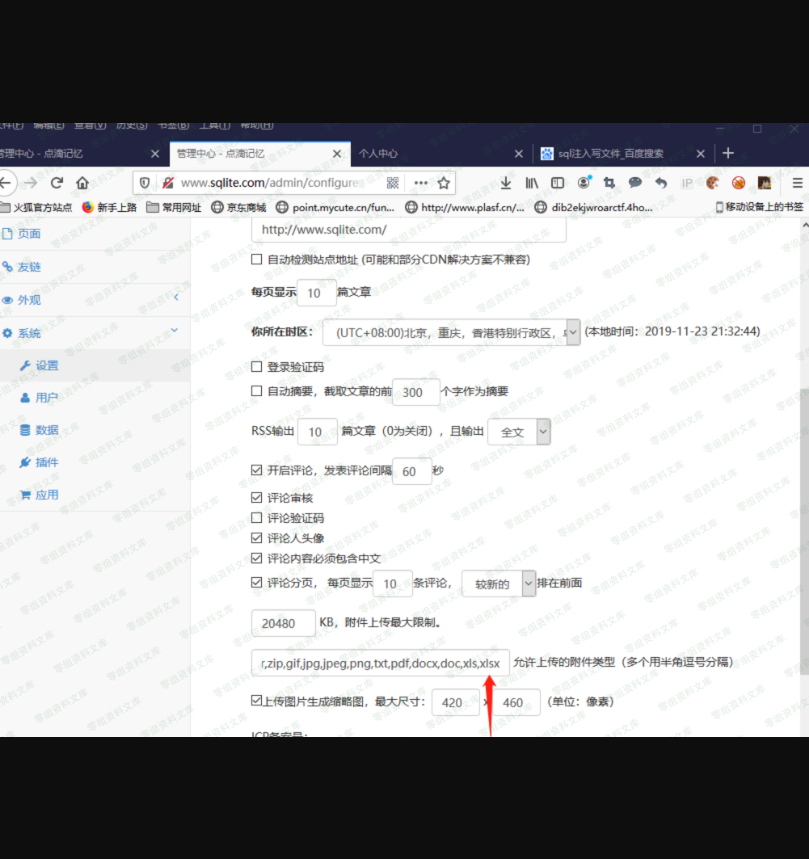 文件(F) 编辑(E) 查看(V) 历史(S) 书签(B) 工具(T) 帮助(H)
管理中心 - 点滴记忆 管理中心 - 点滴记忆 个人中心 sql注入写文件_百度搜索
www.sqlite.com/admin/configure IP
火狐官方站点 新手上路 常用网址 京东商城 point.mycute.cn/fun... http://www.plasf.cn/... dib2ekjwroarctf.4ho... 移动设备上的书签
页面
友链
外观
系统
设置
用户
数据
插件
应用
http://www.sqlite.com/
自动检测站点地址 (可能和部分CDN解决方案不兼容)
每页显示 10 篇文章
你所在时区： (UTC+08:00)北京，重庆，香港特别行政区， (本地时间：2019-11-23 21:32:44)
登录验证码
自动摘要，截取文章的前 300 个字作为摘要
RSS输出 10 篇文章（0为关闭），且输出 全文
开启评论，发表评论间隔 60 秒
评论审核
评论验证码
评论人头像
评论内容必须包含中文
评论分页， 每页显示 10 条评论， 较新的 排在前面
20480 KB，附件上传最大限制。
r,zip,gif,jpg,jpeg,png,txt,pdf,docx,doc,xls,xlsx 允许上传的附件类型（多个用半角逗号分隔）
上传图片生成缩略图，最大尺寸： 420 x 460 （单位：像素）
ICP备案号：
零组资料文库